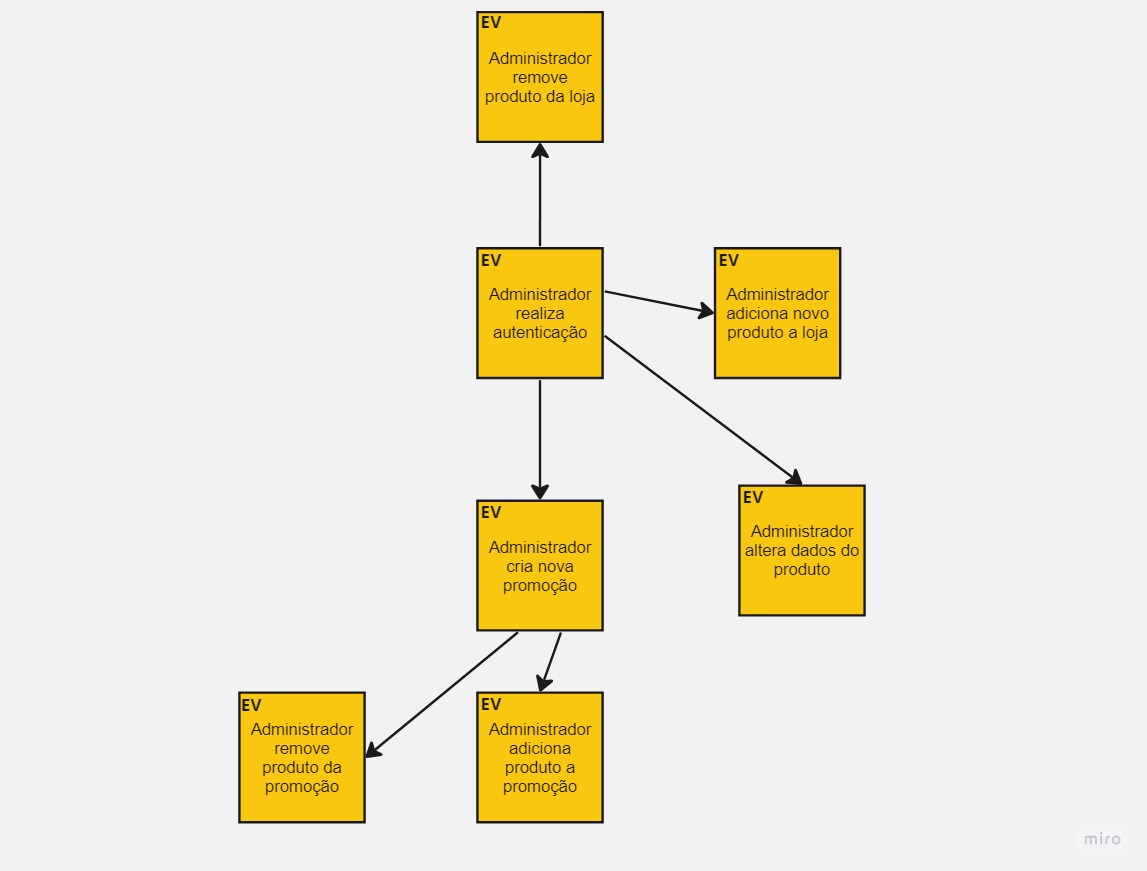 EV
Administrador
remove
produto da loja
EV
Administrador
realiza
autenticação
EV
Administrador
adiciona novo
produto a loja
EV
Administrador
cria nova
promoção
EV
Administrador
altera dados do
produto
EV
Administrador
remove
produto da
promoção
EV
Administrador
adiciona
produto a
promoção
miro